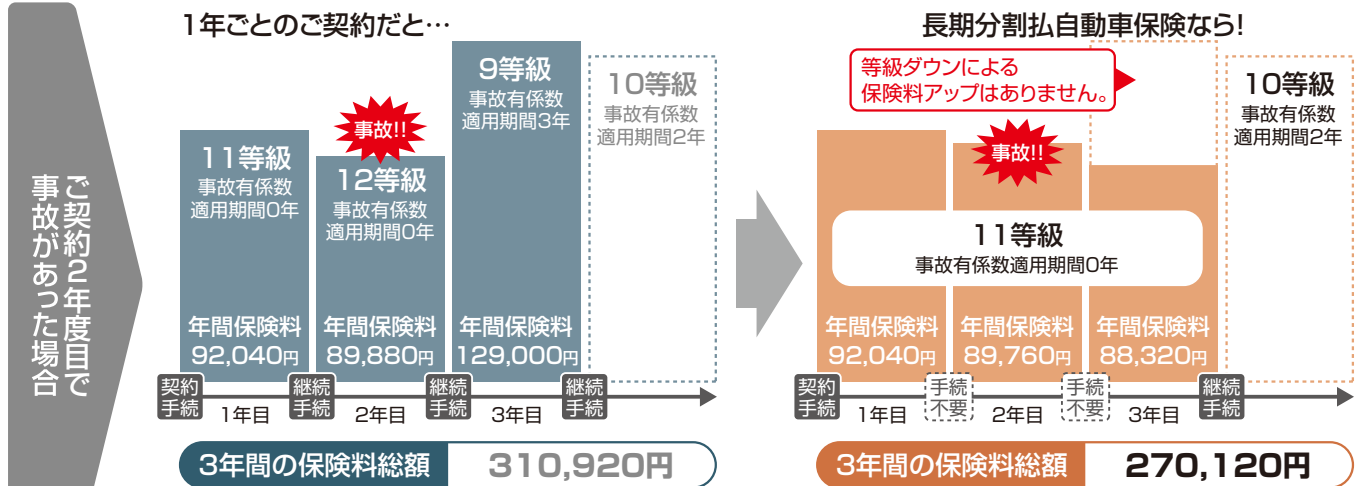 ご契約2年度目で
事故があった場合
1年ごとのご契約だと…
11等級
事故有係数
適用期間0年
年間保険料
92,040円
事故!!
12等級
事故有係数
適用期間0年
年間保険料
89,880円
9等級
事故有係数
適用期間3年
年間保険料
129,000円
10等級
事故有係数
適用期間2年
契約
手続
1年目
継続
手続
2年目
継続
手続
3年目
継続
手続
3年間の保険料総額 310,920円
長期分割払自動車保険なら!
等級ダウンによる
保険料アップはありません。
事故!!
11等級
事故有係数適用期間0年
年間保険料
92,040円
年間保険料
89,760円
年間保険料
88,320円
10等級
事故有係数
適用期間2年
契約
手続
1年目
手続
不要
2年目
手続
不要
3年目
継続
手続
3年間の保険料総額 270,120円